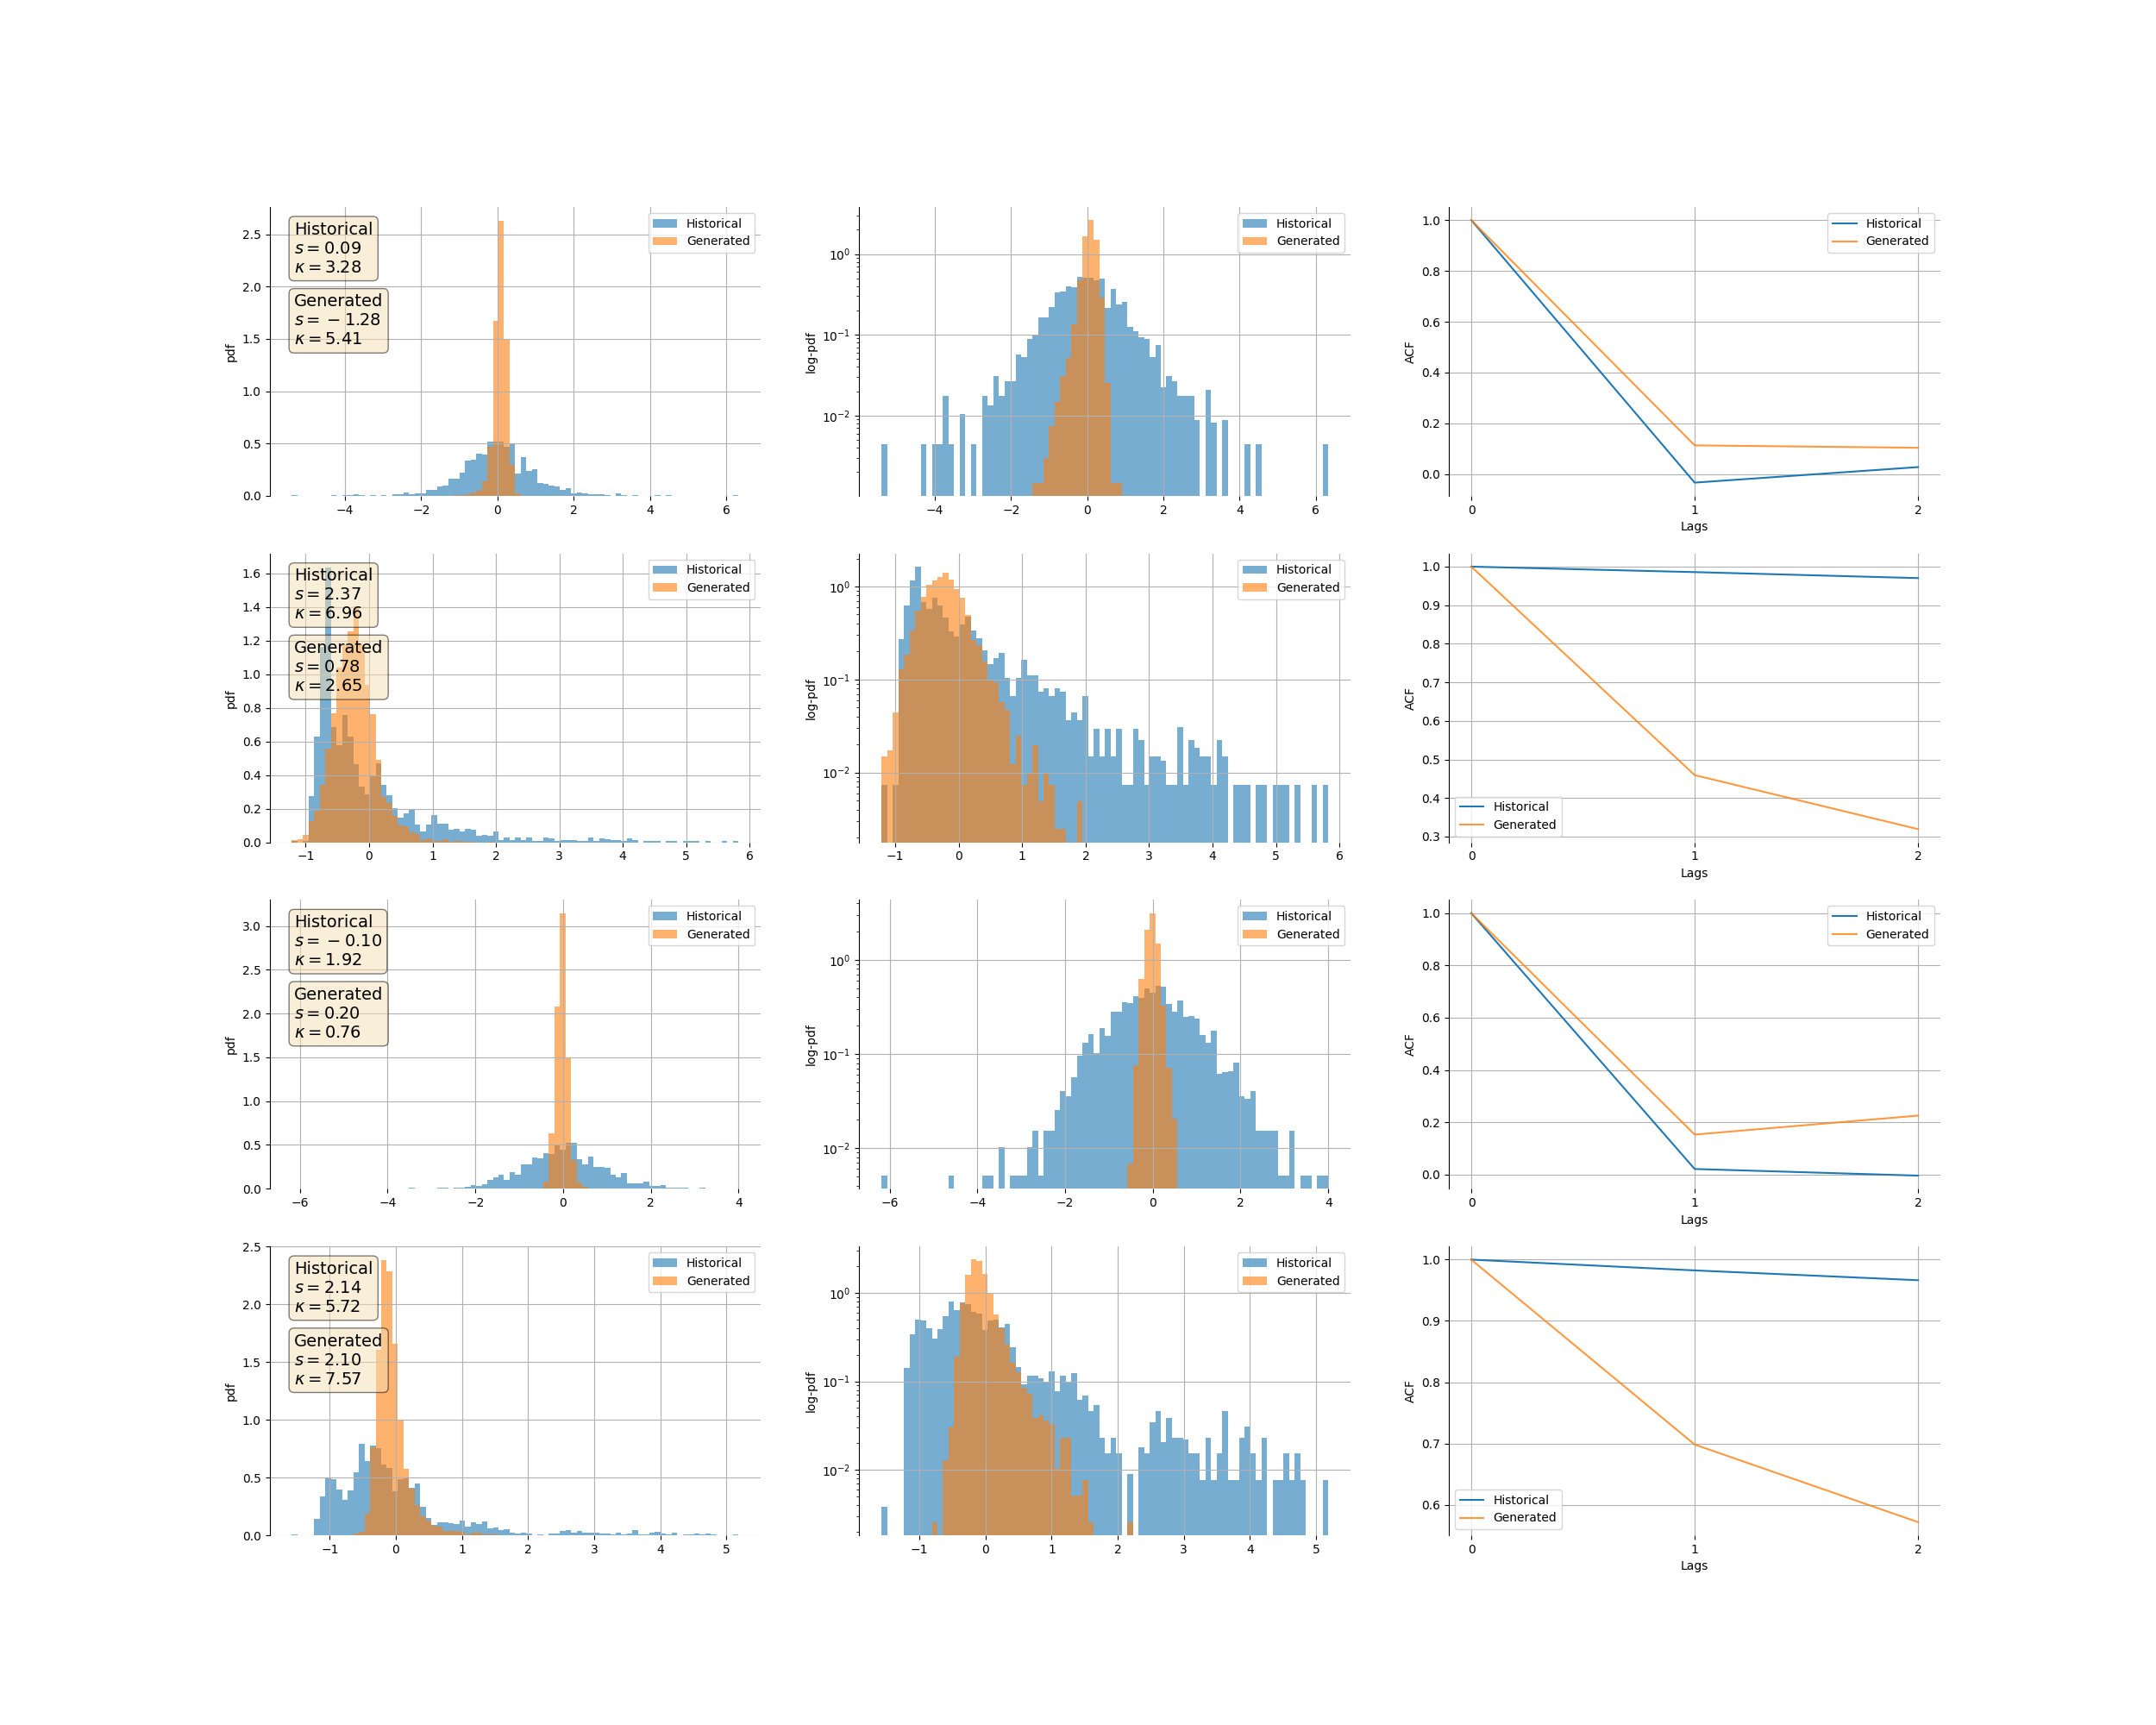 Historical
s = 0.09
κ = 3.28
Generated
s = −1.28
κ = 5.41
Historical
Generated
pdf
0.0
0.5
1.0
1.5
2.0
2.5
−4 −2 0 2 4 6
Historical
Generated
log-pdf
10⁰
10⁻¹
10⁻²
−4 −2 0 2 4 6
Historical
Generated
ACF
1.0
0.8
0.6
0.4
0.2
0.0
0 1 2
Lags
Historical
s = 2.37
κ = 6.96
Generated
s = 0.78
κ = 2.65
Historical
Generated
pdf
1.6
1.4
1.2
1.0
0.8
0.6
0.4
0.2
0.0
−1 0 1 2 3 4 5 6
Historical
Generated
log-pdf
10⁰
10⁻¹
10⁻²
−1 0 1 2 3 4 5 6
Historical
Generated
ACF
1.0
0.9
0.8
0.7
0.6
0.5
0.4
0.3
0 1 2
Lags
Historical
s = −0.10
κ = 1.92
Generated
s = 0.20
κ = 0.76
Historical
Generated
pdf
3.0
2.5
2.0
1.5
1.0
0.5
0.0
−6 −4 −2 0 2 4
Historical
Generated
log-pdf
10⁰
10⁻¹
10⁻²
−6 −4 −2 0 2 4
Historical
Generated
ACF
1.0
0.8
0.6
0.4
0.2
0.0
0 1 2
Lags
Historical
s = 2.14
κ = 5.72
Generated
s = 2.10
κ = 7.57
Historical
Generated
pdf
2.5
2.0
1.5
1.0
0.5
0.0
−1 0 1 2 3 4 5
Historical
Generated
log-pdf
10⁰
10⁻¹
10⁻²
−1 0 1 2 3 4 5
Historical
Generated
ACF
1.0
0.9
0.8
0.7
0.6
0 1 2
Lags